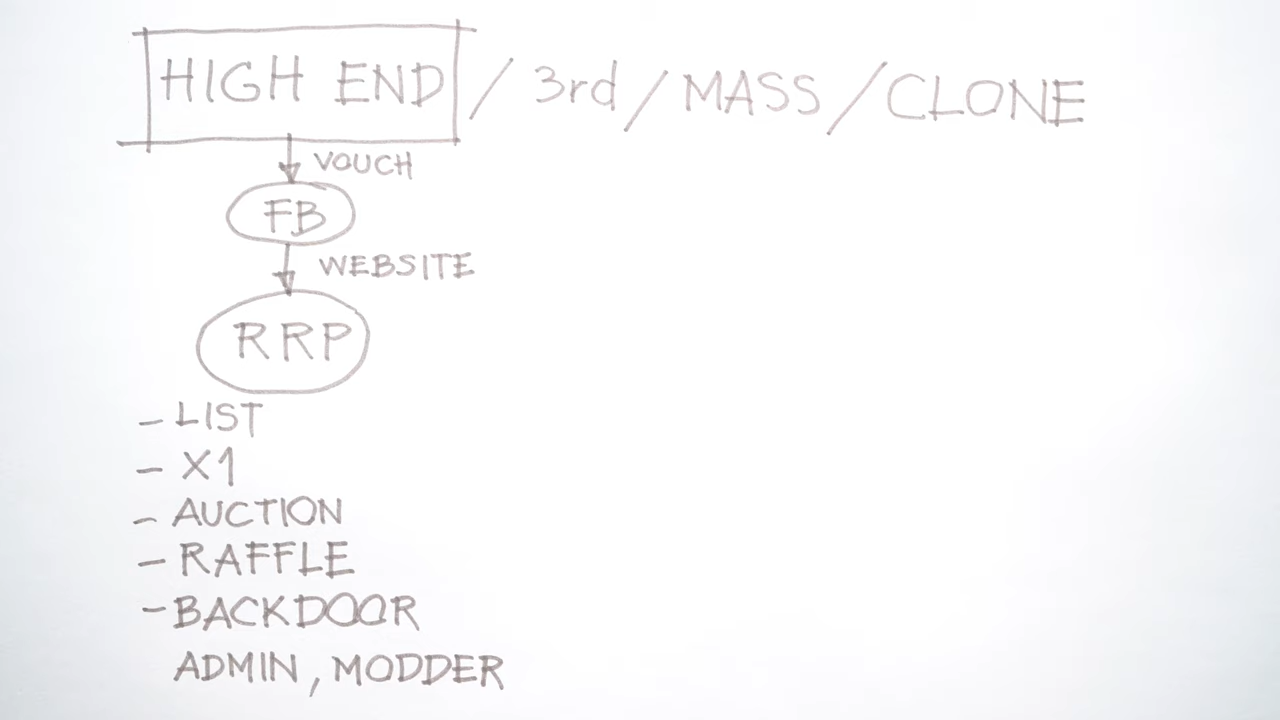 HIGH END / 3rd / MASS / CLONE
VOUCH
FB
WEBSITE
RRP
- LIST
- X1
- AUCTION
- RAFFLE
- BACKDOOR
ADMIN, MODDER